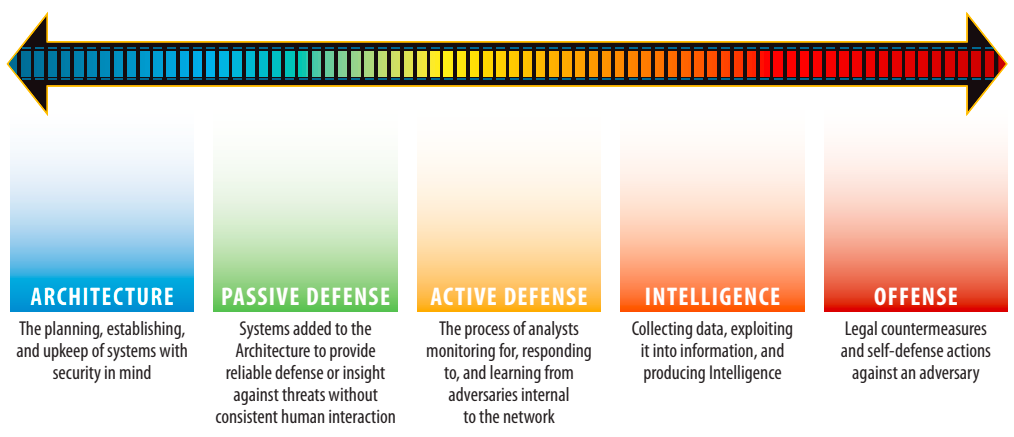 ARCHITECTURE
The planning, establishing,
and upkeep of systems with
security in mind
PASSIVE DEFENSE
Systems added to the
Architecture to provide
reliable defense or insight
against threats without
consistent human interaction
ACTIVE DEFENSE
The process of analysts
monitoring for, responding
to, and learning from
adversaries internal
to the network
INTELLIGENCE
Collecting data, exploiting
it into information, and
producing Intelligence
OFFENSE
Legal countermeasures
and self-defense actions
against an adversary